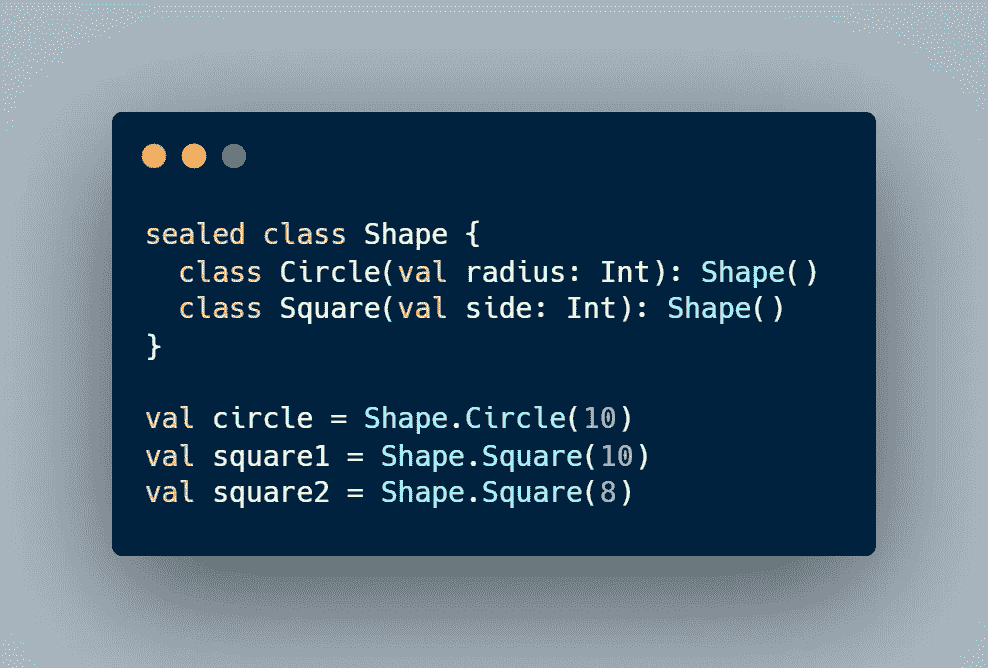 sealed class Shape {
  class Circle(val radius: Int): Shape()
  class Square(val side: Int): Shape()
}

val circle = Shape.Circle(10)
val square1 = Shape.Square(10)
val square2 = Shape.Square(8)